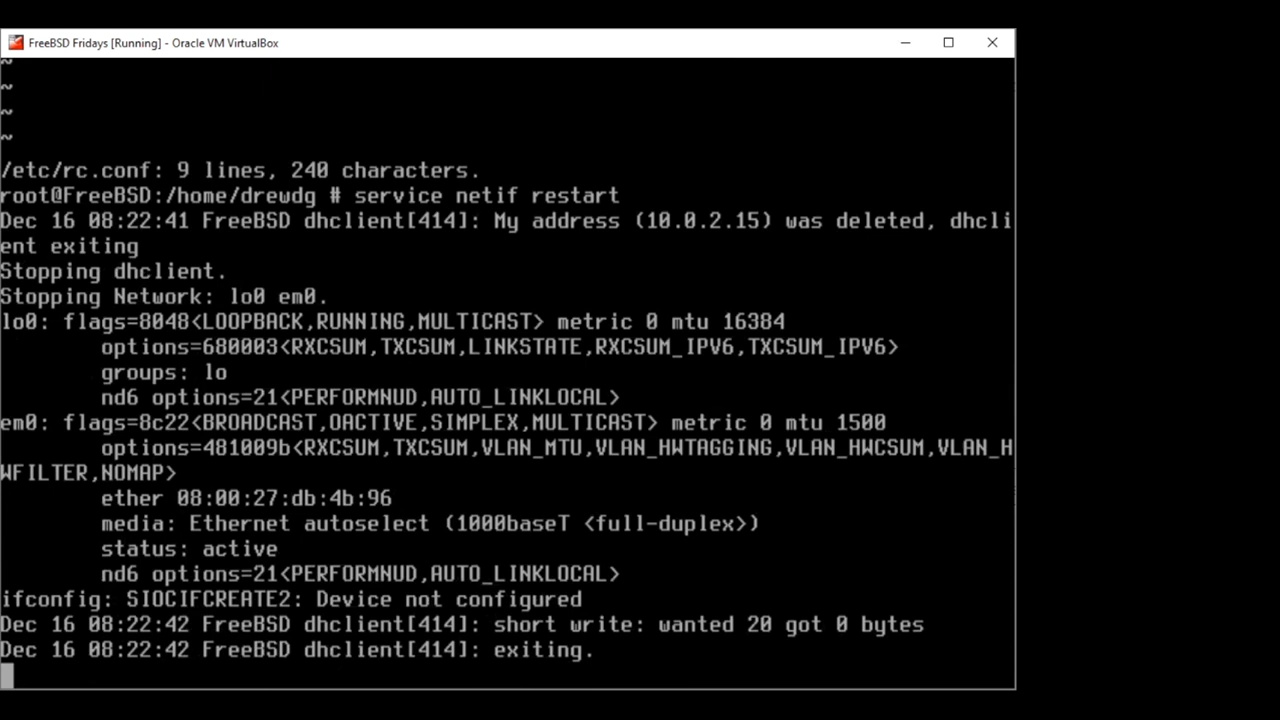 FreeBSD Fridays [Running] - Oracle VM VirtualBox
~
~
~
~
/etc/rc.conf: 9 lines, 240 characters.
root@FreeBSD:/home/drewdg # service netif restart
Dec 16 08:22:41 FreeBSD dhclient[414]: My address (10.0.2.15) was deleted, dhcli
ent exiting
Stopping dhclient.
Stopping Network: lo0 em0.
lo0: flags=8048<LOOPBACK,RUNNING,MULTICAST> metric 0 mtu 16384
        options=680003<RXCSUM,TXCSUM,LINKSTATE,RXCSUM_IPV6,TXCSUM_IPV6>
        groups: lo
        nd6 options=21<PERFORMNUD,AUTO_LINKLOCAL>
em0: flags=8c22<BROADCAST,OACTIVE,SIMPLEX,MULTICAST> metric 0 mtu 1500
        options=481009b<RXCSUM,TXCSUM,VLAN_MTU,VLAN_HWTAGGING,VLAN_HWCSUM,VLAN_H
WFILTER,NOMAP>
        ether 08:00:27:db:4b:96
        media: Ethernet autoselect (1000baseT <full-duplex>)
        status: active
        nd6 options=21<PERFORMNUD,AUTO_LINKLOCAL>
ifconfig: SIOCIFCREATE2: Device not configured
Dec 16 08:22:42 FreeBSD dhclient[414]: short write: wanted 20 got 0 bytes
Dec 16 08:22:42 FreeBSD dhclient[414]: exiting.